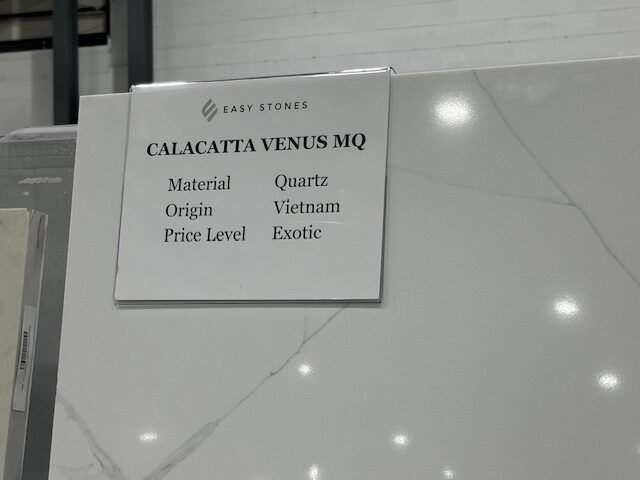 EASY STONES
CALACATTA VENUS MQ
Material Quartz
Origin Vietnam
Price Level Exotic